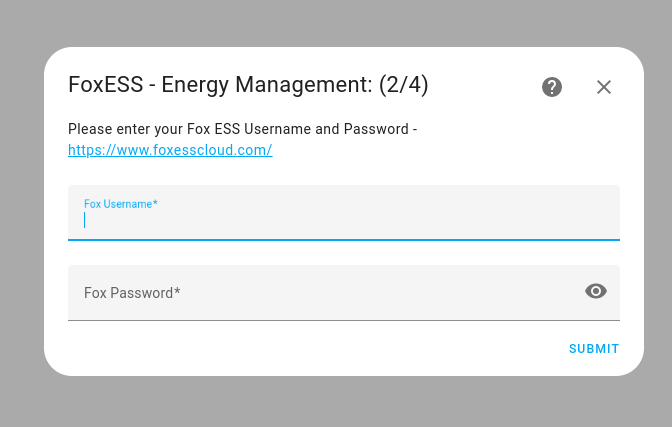 FoxESS - Energy Management: (2/4)
Please enter your Fox ESS Username and Password -
https://www.foxesscloud.com/
Fox Username*
Fox Password*
SUBMIT